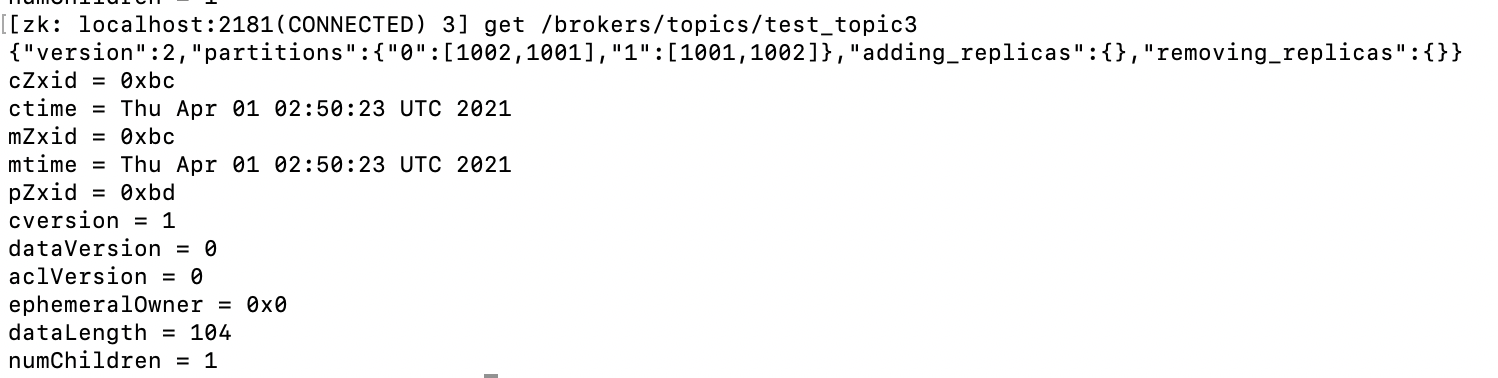 numChildren = 1
[[zk: localhost:2181(CONNECTED) 3] get /brokers/topics/test_topic3
{"version":2,"partitions":{"0":[1002,1001],"1":[1001,1002]},"adding_replicas":{},"removing_replicas":{}}
cZxid = 0xbc
ctime = Thu Apr 01 02:50:23 UTC 2021
mZxid = 0xbc
mtime = Thu Apr 01 02:50:23 UTC 2021
pZxid = 0xbd
cversion = 1
dataVersion = 0
aclVersion = 0
ephemeralOwner = 0x0
dataLength = 104
numChildren = 1